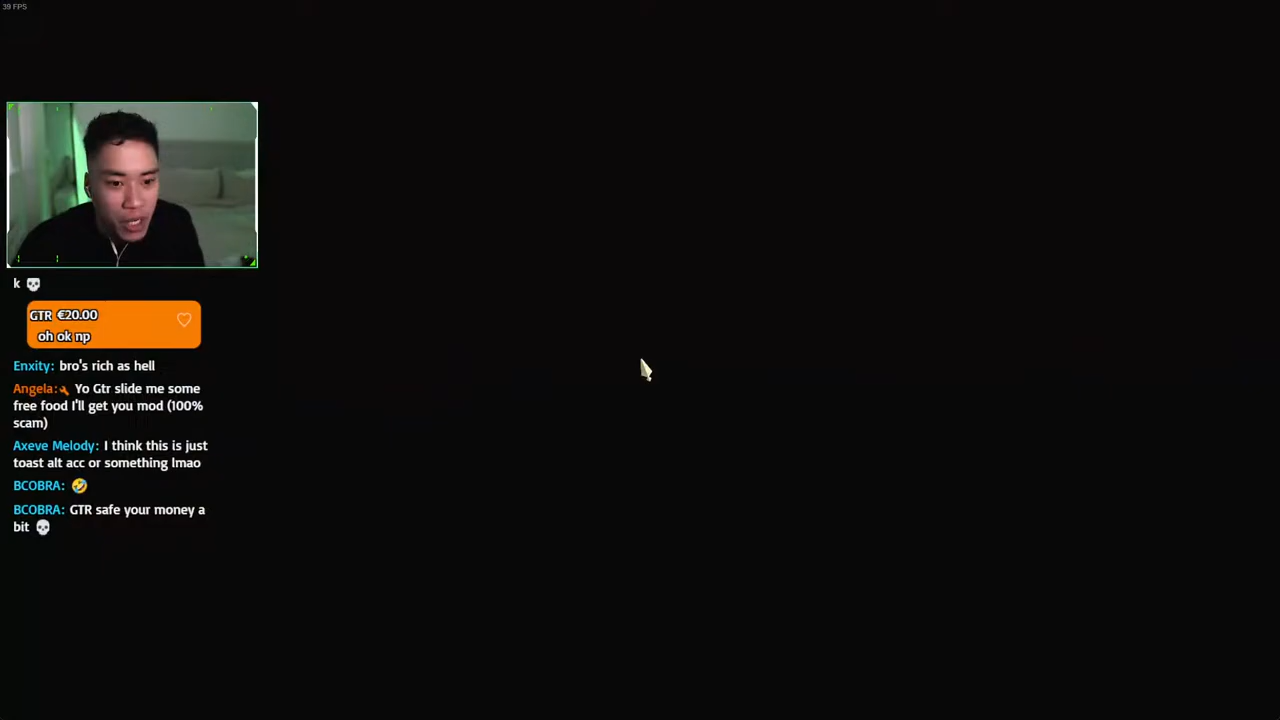 39 FPS
k 💀
GTR €20.00
oh ok np
Enxity: bro's rich as hell
Angela: Yo Gtr slide me some
free food I'll get you mod (100%
scam)
Axeve Melody: I think this is just
toast alt acc or something lmao
BCOBRA: 🤣
BCOBRA: GTR safe your money a
bit 💀